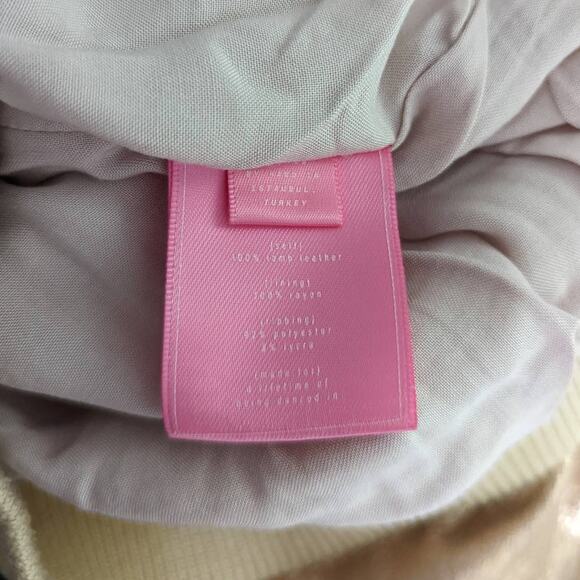 ISTANBUL,
TURKEY
(self)
100% lamb leather
(lining)
100% rayon
(ribbing)
92% polyester
8% lycra
(made for)
a lifetime of
being danced in